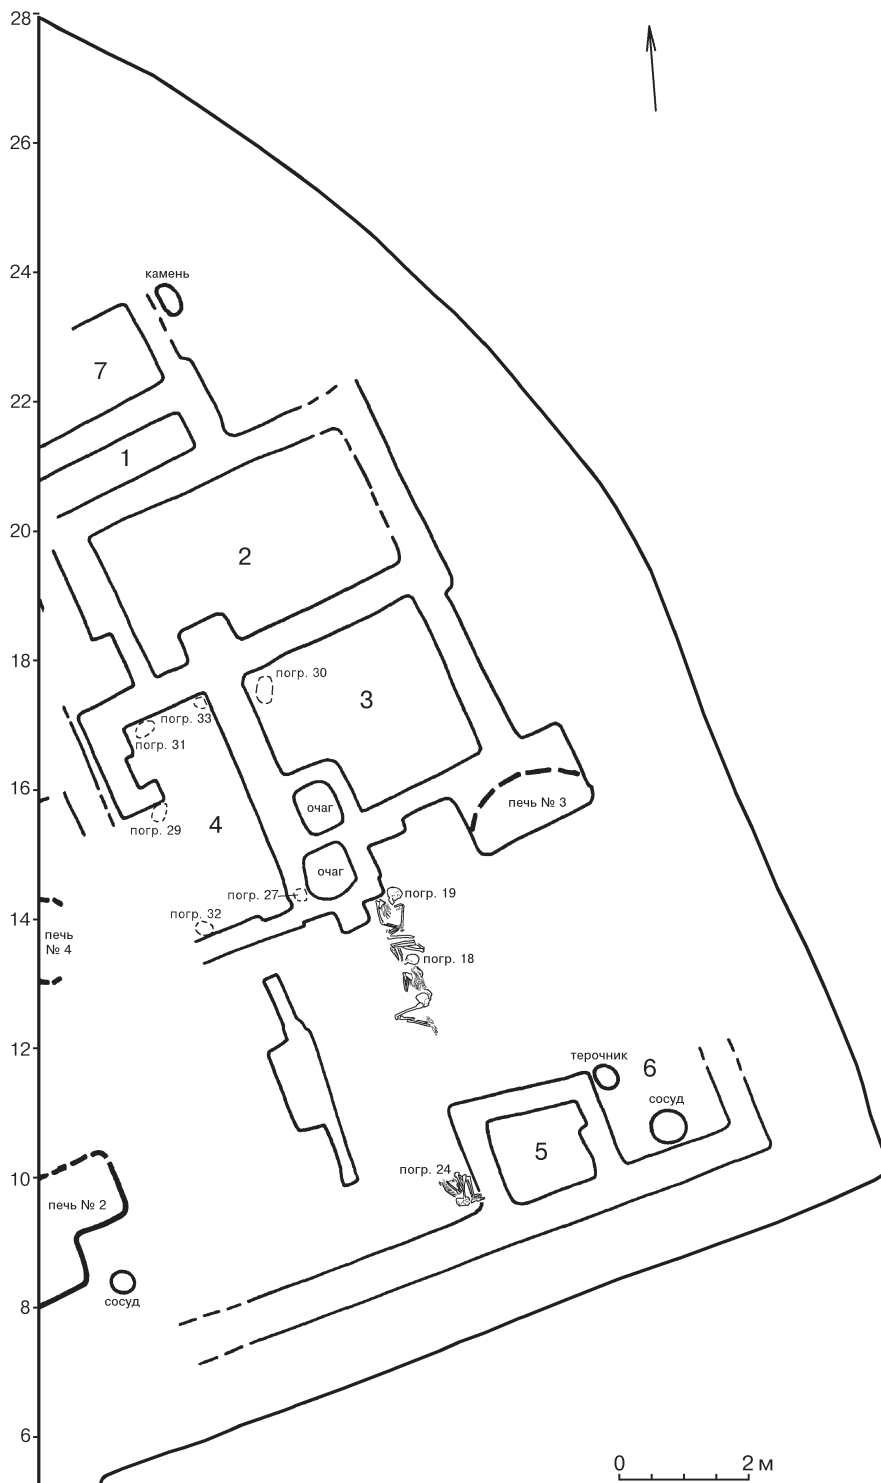 28
26
24
камень
7
22
1
20
2
18
погр. 30
погр. 33
3
погр. 31
16
очаг
печь № 3
погр. 29
4
очаг
погр. 27
погр. 19
погр. 32
14
печь
№ 4
погр. 18
12
терочник
6
сосуд
5
погр. 24
10
печь № 2
сосуд
8
6
0
2 м